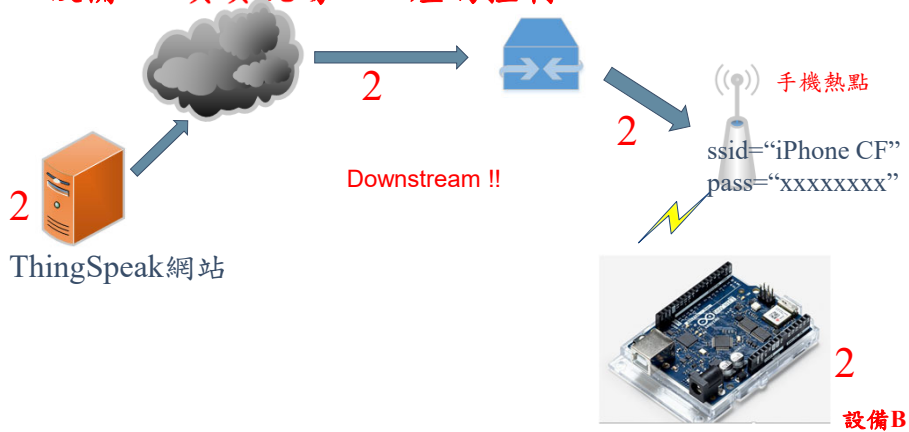 2
2
手機熱點
2
ssid=“iPhone CF”
pass=“xxxxxxxx”
Downstream !!
2
ThingSpeak網站
2
設備B